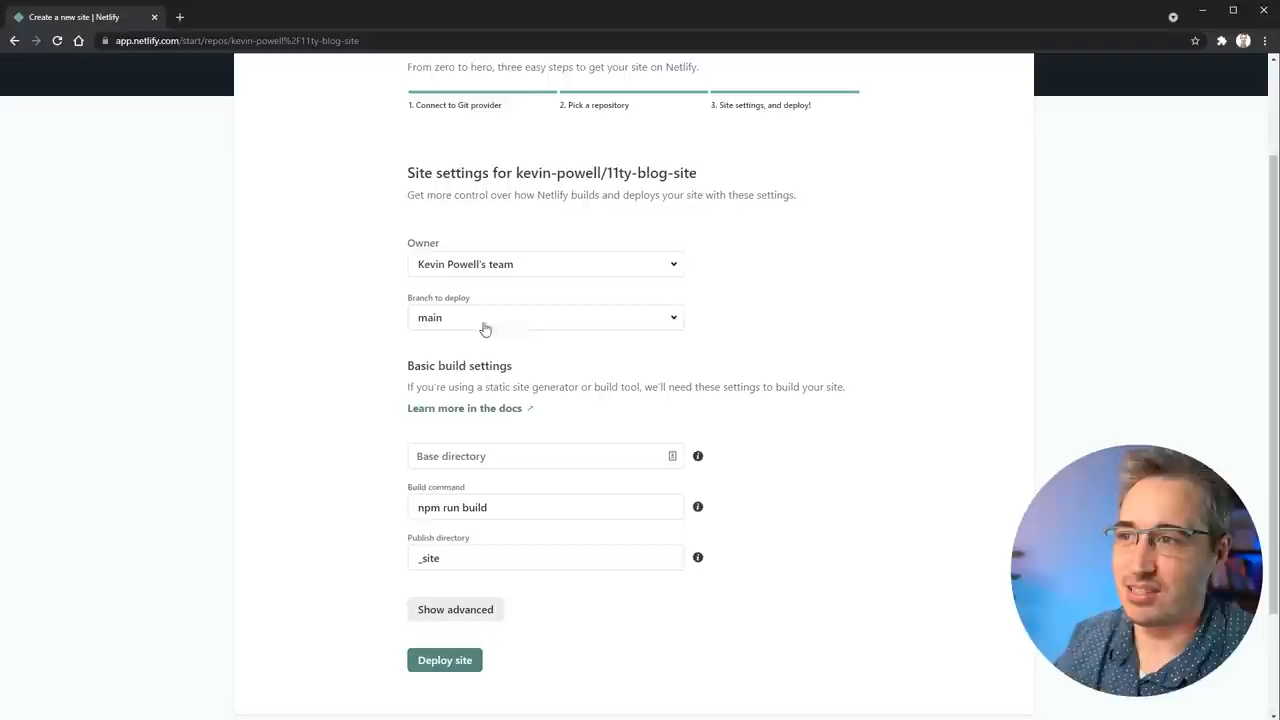 Create a new site | Netlify
app.netlify.com/start/repos/kevin-powell%2F11ty-blog-site
From zero to hero, three easy steps to get your site on Netlify.
1. Connect to Git provider
2. Pick a repository
3. Site settings, and deploy!
Site settings for kevin-powell/11ty-blog-site
Get more control over how Netlify builds and deploys your site with these settings.
Owner
Kevin Powell's team
Branch to deploy
main
Basic build settings
If you're using a static site generator or build tool, we'll need these settings to build your site.
Learn more in the docs
Base directory
Build command
npm run build
Publish directory
_site
Show advanced
Deploy site